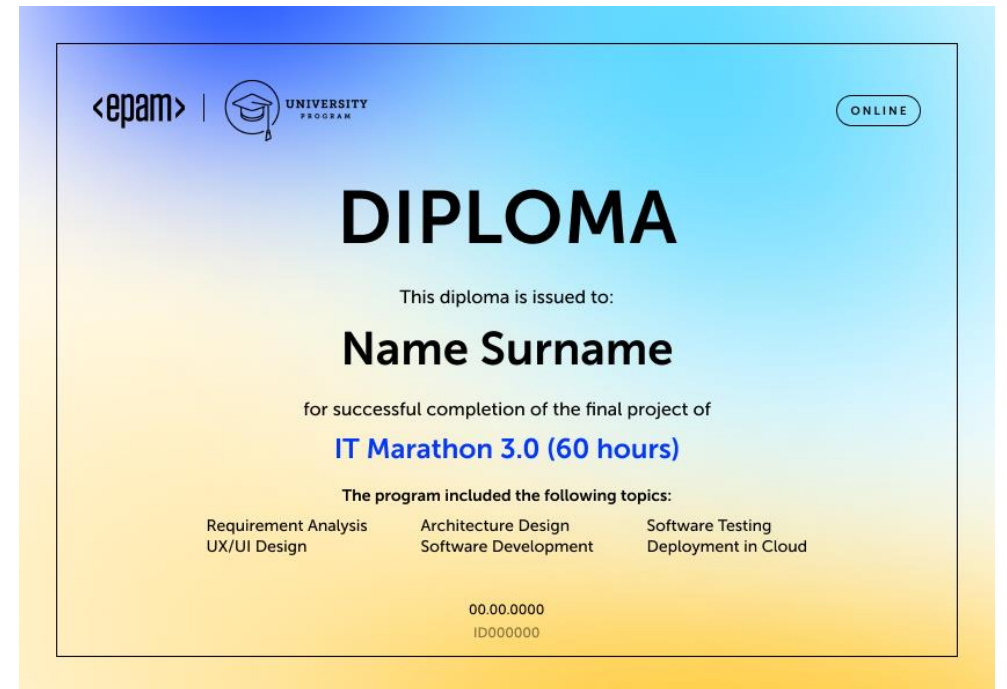 <epam> | UNIVERSITY
PROGRAM
ONLINE
DIPLOMA
This diploma is issued to:
Name Surname
for successful completion of the final project of
IT Marathon 3.0 (60 hours)
The program included the following topics:
Requirement Analysis Architecture Design Software Testing
UX/UI Design Software Development Deployment in Cloud
00.00.0000
ID000000